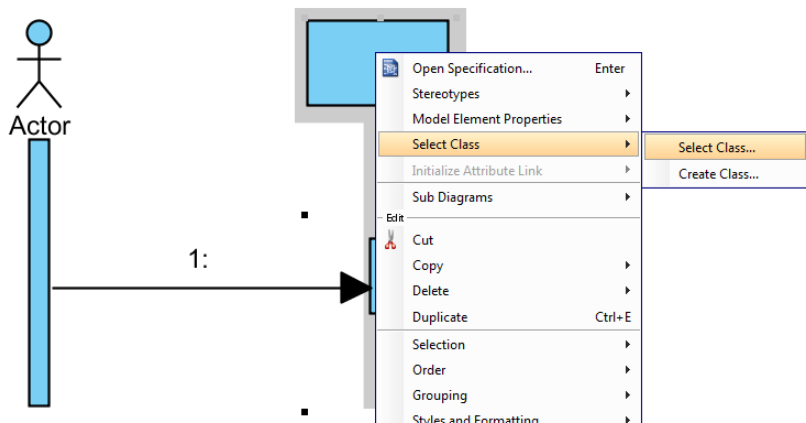 Actor
1:
Open Specification... Enter
Stereotypes
Model Element Properties
Select Class
Initialize Attribute Link
Sub Diagrams
Edit
Cut
Copy
Delete
Duplicate Ctrl+E
Selection
Order
Grouping
Styles and Formatting
Select Class...
Create Class...